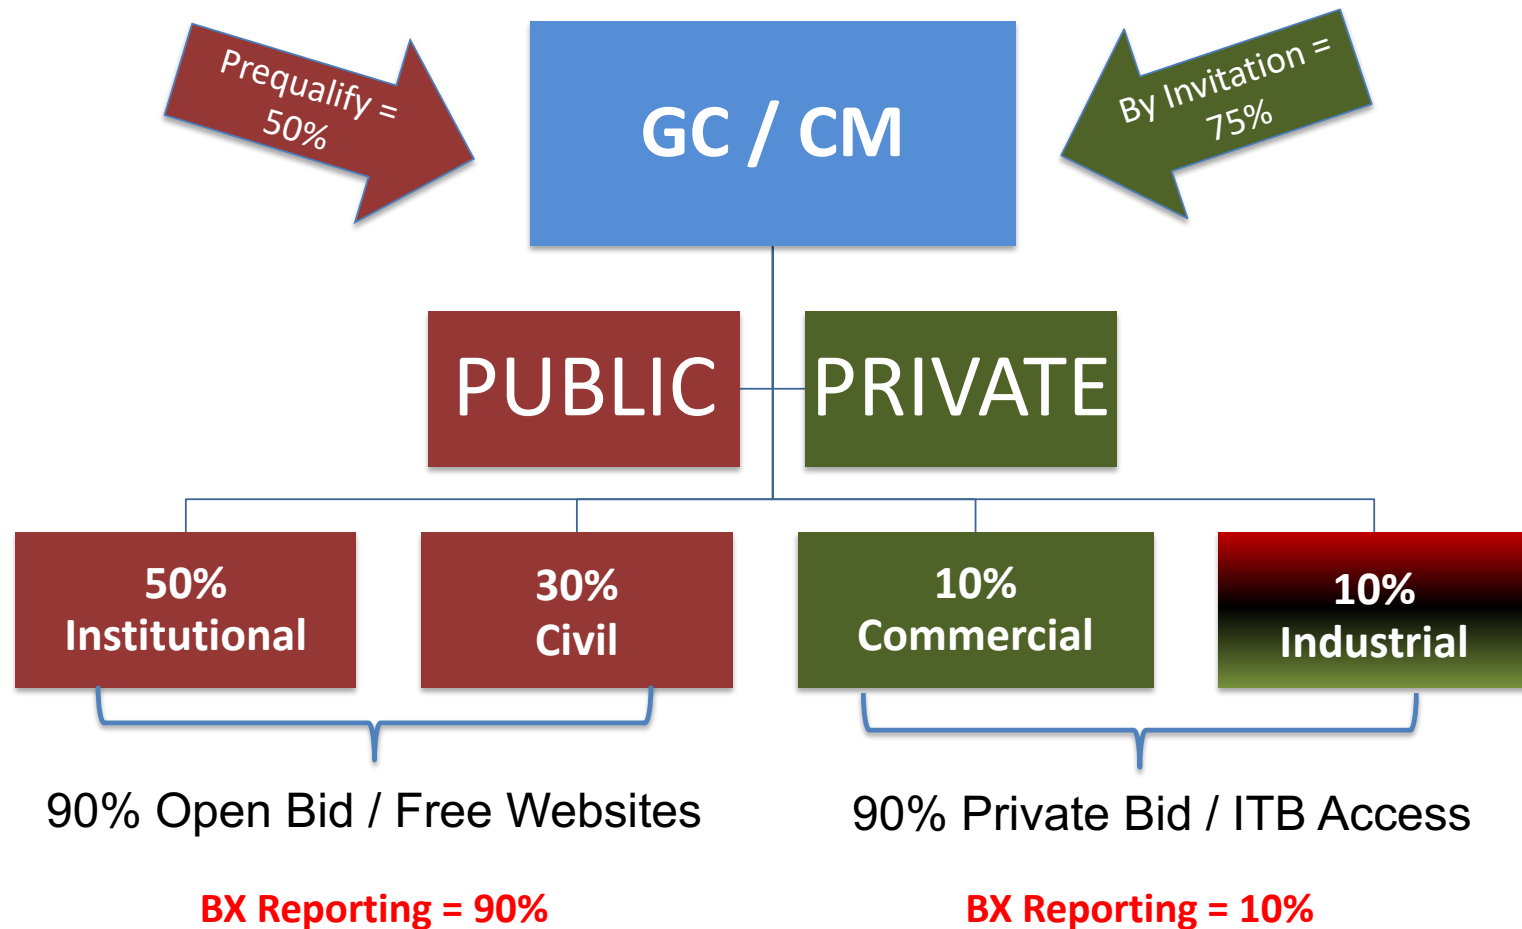 Prequalify =
50%
GC / CM
By Invitation =
75%
PUBLIC
PRIVATE
50%
Institutional
30%
Civil
10%
Commercial
10%
Industrial
90% Open Bid / Free Websites
90% Private Bid / ITB Access
BX Reporting = 90%
BX Reporting = 10%